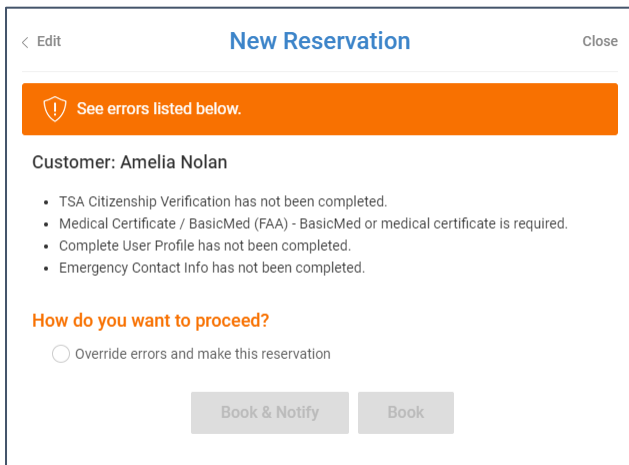 < Edit
New Reservation
Close
See errors listed below.
Customer: Amelia Nolan
• TSA Citizenship Verification has not been completed.
• Medical Certificate / BasicMed (FAA) - BasicMed or medical certificate is required.
• Complete User Profile has not been completed.
• Emergency Contact Info has not been completed.
How do you want to proceed?
Override errors and make this reservation
Book & Notify
Book